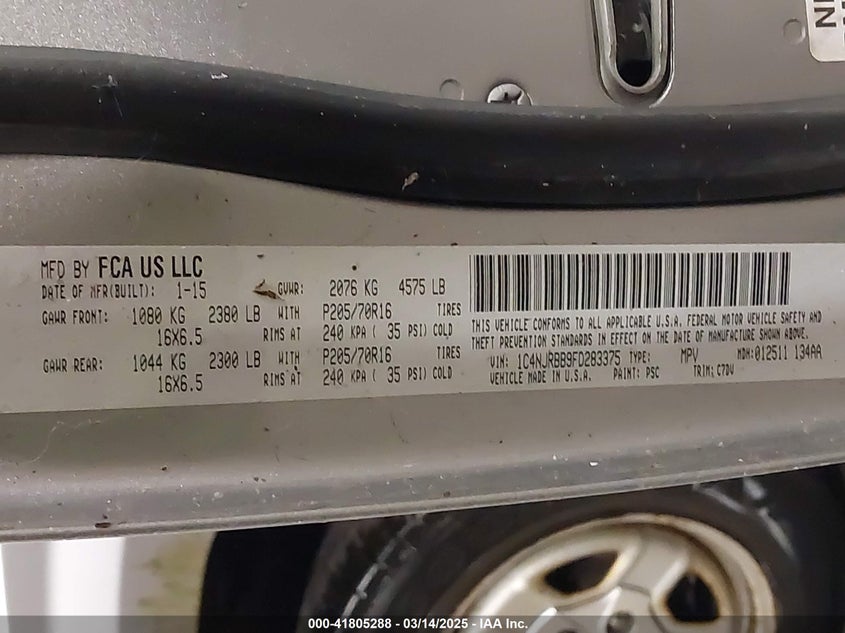 NI
MFD BY FCA US LLC
DATE OF MFR(BUILT): 1-15 GVWR: 2076 KG 4575 LB
GAWR FRONT: 1080 KG 2380 LB WITH P205/70R16 TIRES
16X6.5 RIMS AT 240 KPA ( 35 PSI) COLD
GAWR REAR: 1044 KG 2300 LB WITH P205/70R16 TIRES
16X6.5 RIMS AT 240 KPA ( 35 PSI) COLD
THIS VEHICLE CONFORMS TO ALL APPLICABLE U.S.A. FEDERAL MOTOR VEHICLE SAFETY AND
THEFT PREVENTION STANDARDS IN EFFECT ON THE DATE OF MANUFACTURE SHOWN ABOVE.
VIN: 1C4NJRBB9FD283375 TYPE: MPV MDH:012511 134AA
VEHICLE MADE IN U.S.A. PAINT: PSC TRIM: C7DV
000-41805288 - 03/14/2025 - IAA Inc.